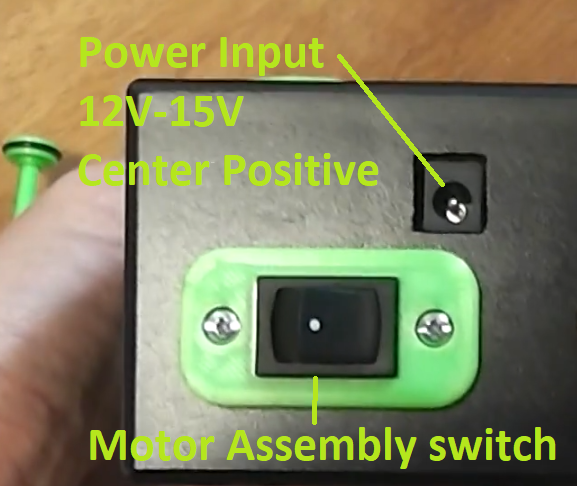 Power Input
12V-15V
Center Positive
Motor Assembly switch